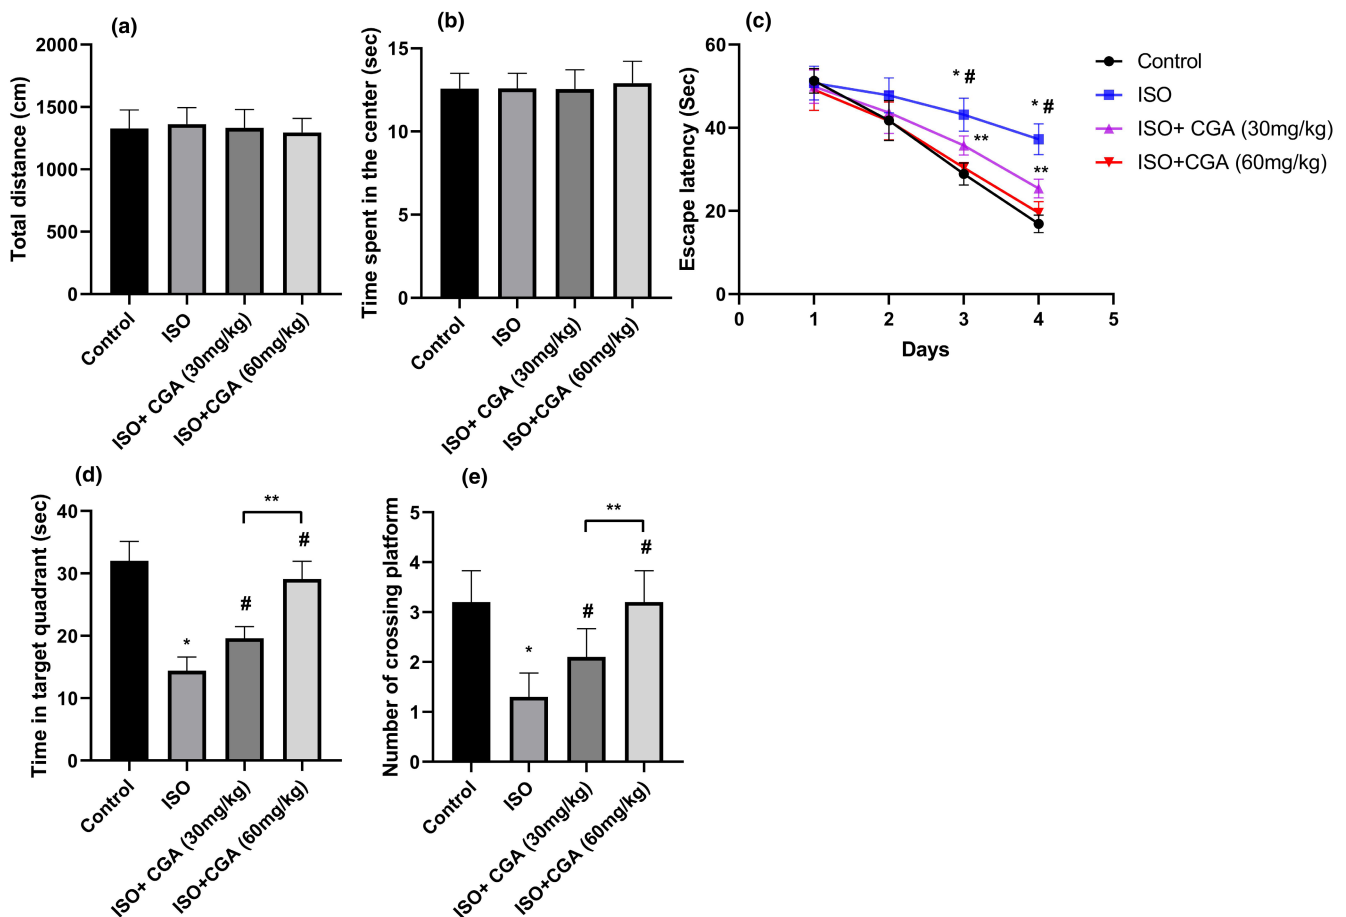 (a)
Total distance (cm)
2000
1500
1000
500
0
Control
ISO
ISO+ CGA (30mg/kg)
ISO+CGA (60mg/kg)
(b)
Time spent in the center (sec)
15
10
5
0
Control
ISO
ISO+ CGA (30mg/kg)
ISO+CGA (60mg/kg)
(c)
Escape latency (Sec)
60
40
20
0
* #
* #
**
**
0 1 2 3 4 5
Days
Control
ISO
ISO+ CGA (30mg/kg)
ISO+CGA (60mg/kg)
(d)
Time in target quadrant (sec)
40
30
20
10
0
**
*
#
#
Control
ISO
ISO+ CGA (30mg/kg)
ISO+CGA (60mg/kg)
(e)
Number of crossing platform
5
4
3
2
1
0
**
*
#
#
Control
ISO
ISO+ CGA (30mg/kg)
ISO+CGA (60mg/kg)